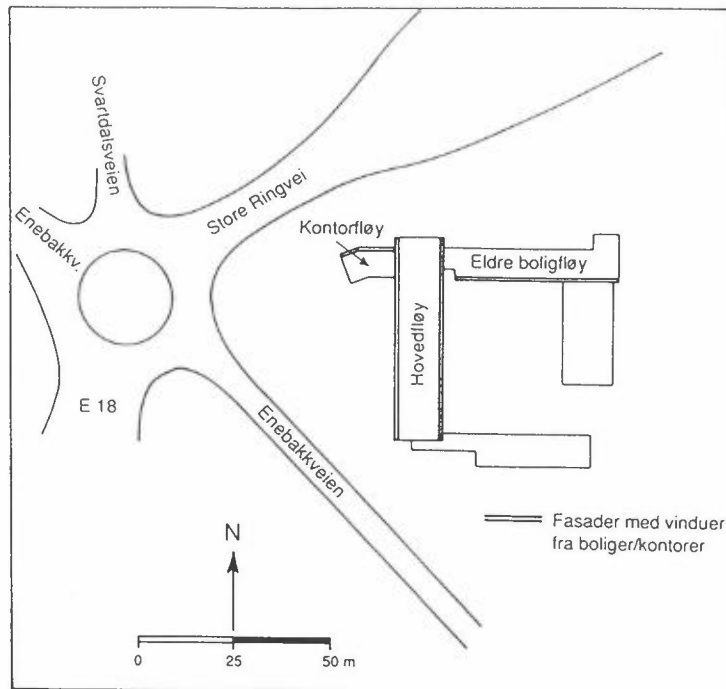 Svartdalsveien
Enebakkv.
Store Ringvei
Kontorfløy
Eldre boligfløy
Hovedfløy
E 18
Enebakkveien
Fasader med vinduer
fra boliger/kontorer
N
0 25 50 m